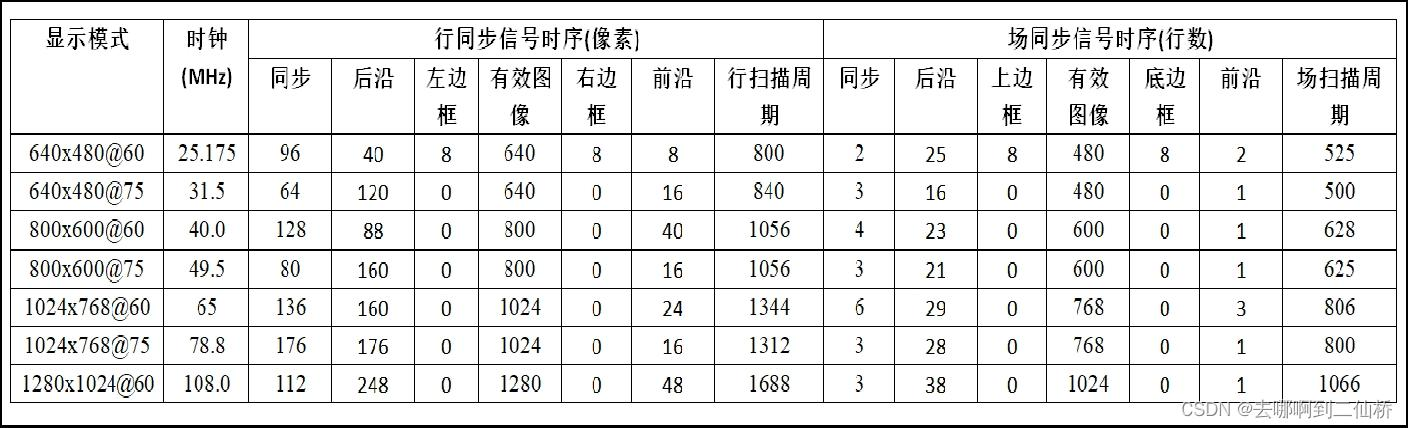 显示模式 时钟(MHz) 行同步信号时序(像素) 场同步信号时序(行数)
同步 后沿 左边框 有效图像 右边框 前沿 行扫描周期 同步 后沿 上边框 有效图像 底边框 前沿 场扫描周期
640x480@60 25.175 96 40 8 640 8 8 800 2 25 8 480 8 2 525
640x480@75 31.5 64 120 0 640 0 16 840 3 16 0 480 0 1 500
800x600@60 40.0 128 88 0 800 0 40 1056 4 23 0 600 0 1 628
800x600@75 49.5 80 160 0 800 0 16 1056 3 21 0 600 0 1 625
1024x768@60 65 136 160 0 1024 0 24 1344 6 29 0 768 0 3 806
1024x768@75 78.8 176 176 0 1024 0 16 1312 3 28 0 768 0 1 800
1280x1024@60 108.0 112 248 0 1280 0 48 1688 3 38 0 1024 0 1 1066
CSDN @去哪啊到二仙桥